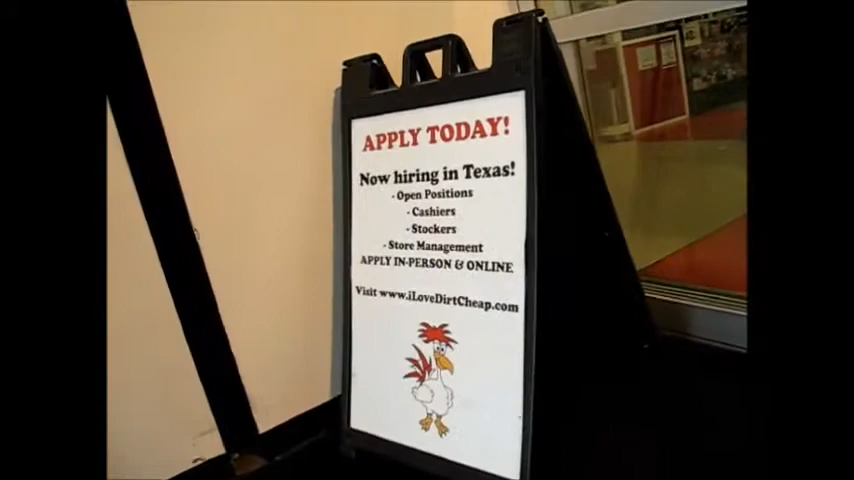 APPLY TODAY!
Now hiring in Texas!
- Open Positions
- Cashiers
- Stockers
- Store Management
APPLY IN-PERSON & ONLINE
Visit www.iLoveDirtCheap.com